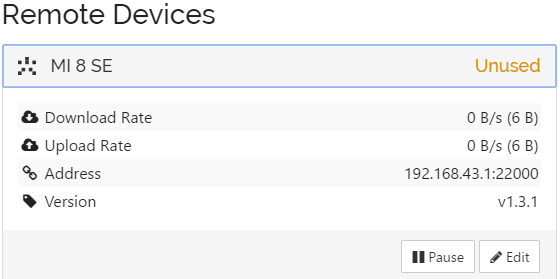 Remote Devices
MI 8 SE Unused
Download Rate 0 B/s (6 B)
Upload Rate 0 B/s (6 B)
Address 192.168.43.1:22000
Version v1.3.1
Pause Edit